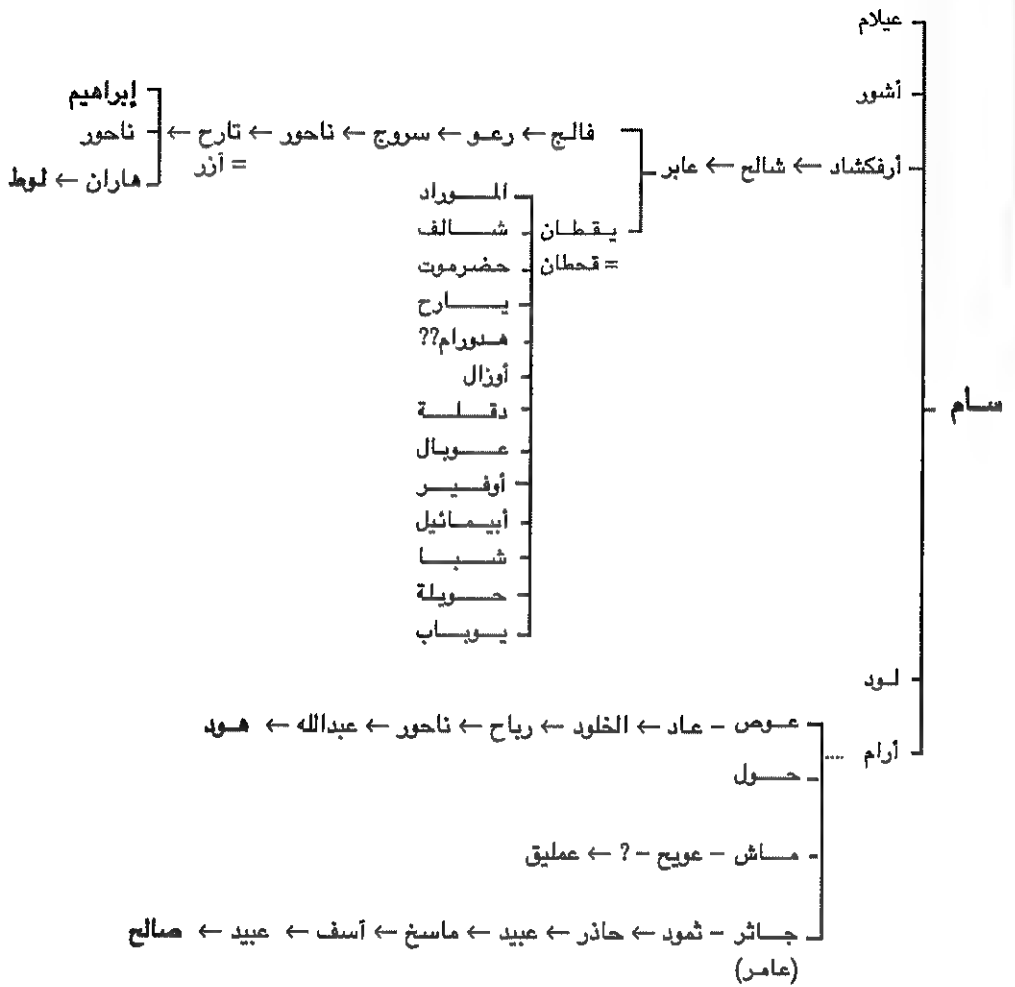 عيلام
أشور
سام
أرفكشاد ← شالح ← عابر
فالج ← رعو ← سروج ← ناحور ← تارح ←
= آزر
إبراهيم
ناحور
هاران ← لوط
يقطان
= قحطان
الموراد
شالف
حضرموت
يارح
هدورام??
أوزال
دقلة
عوبال
أوفير
أبيمائيل
شبا
حويلة
يوباب
لود
أرام ....
عوص – عاد ← الخلود ← رباح ← ناحور ← عبدالله ← هود
حول
ماش – عويح – ? ← عمليق
جاثر – ثمود ← حاذر ← عبيد ← ماسخ ← آسف ← عبيد ← صالح
(عامر)